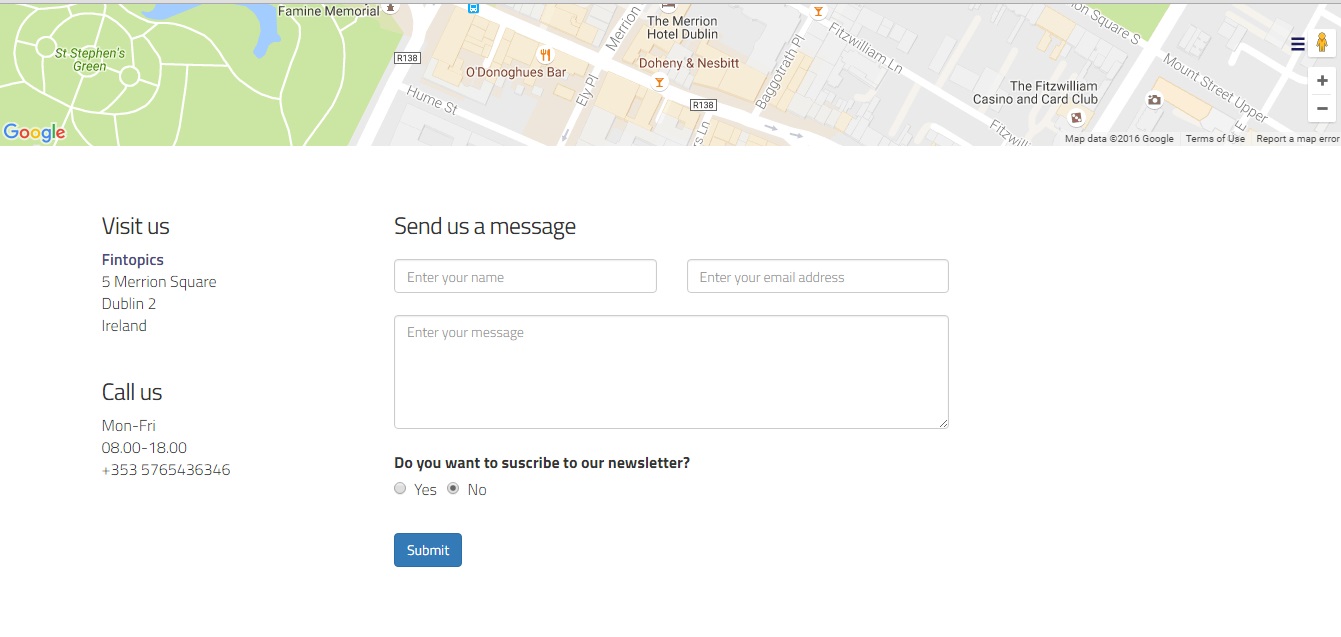 Famine Memorial
The Merrion
Hotel Dublin
Merrion
Fitzwilliam Ln
on Square S
St Stephen's
Green
R138
O'Donoghues Bar
Doheny & Nesbitt
Baggotrath Pl
Mount Street Upper
Hume St
Ely Pl
R138
The Fitzwilliam
Casino and Card Club
s Ln
Fitzwilli
E
Google
Map data ©2016 Google Terms of Use Report a map error
Visit us
Fintopics
5 Merrion Square
Dublin 2
Ireland
Call us
Mon-Fri
08.00-18.00
+353 5765436346
Send us a message
Enter your name
Enter your email address
Enter your message
Do you want to suscribe to our newsletter?
Yes No
Submit